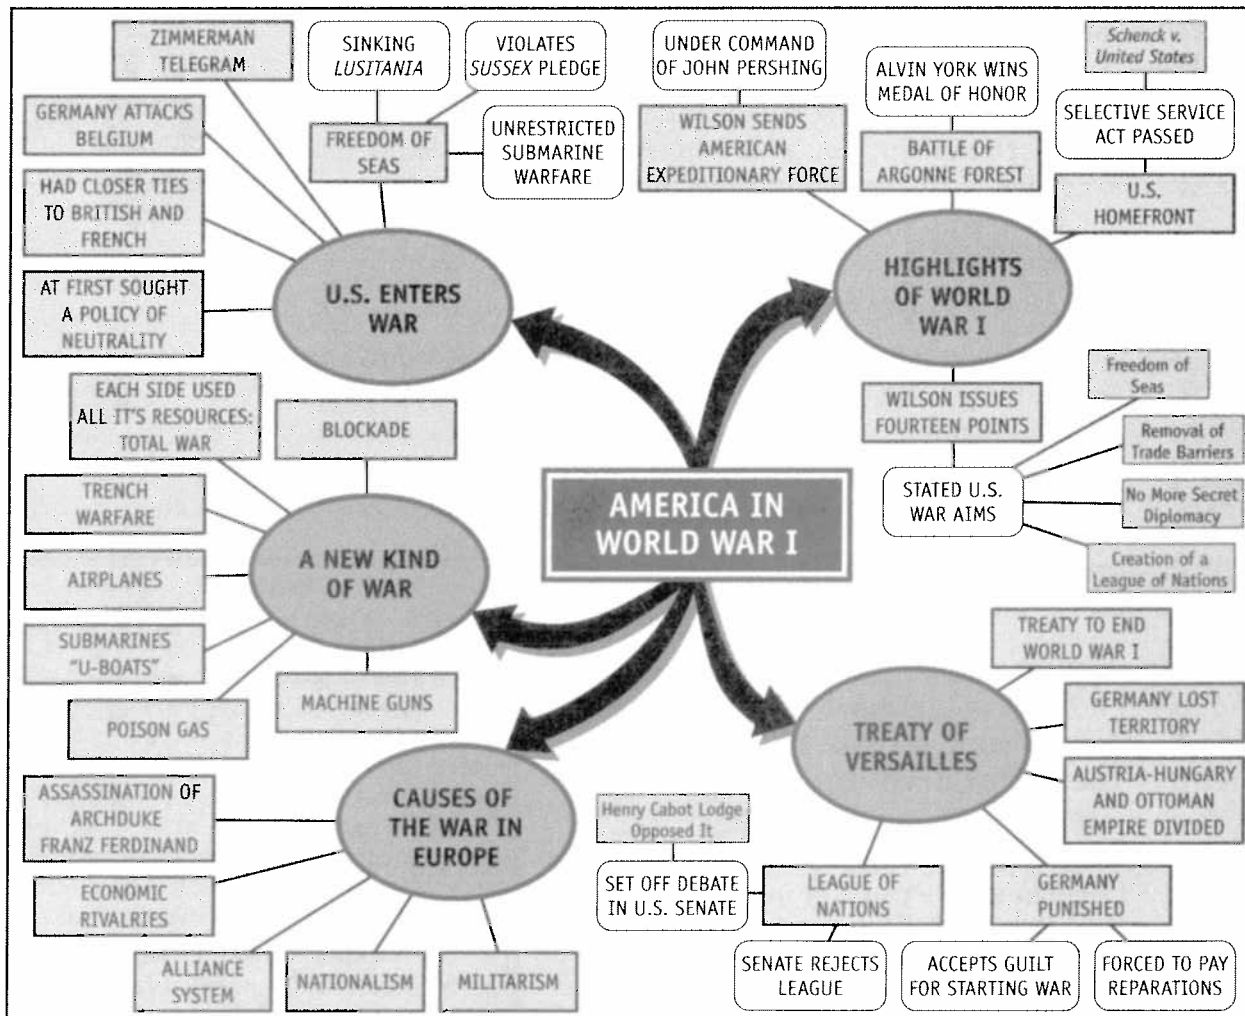 ZIMMERMAN
TELEGRAM
SINKING
LUSITANIA
VIOLATES
SUSSEX PLEDGE
GERMANY ATTACKS
BELGIUM
FREEDOM OF
SEAS
UNRESTRICTED
SUBMARINE
WARFARE
HAD CLOSER TIES
TO BRITISH AND
FRENCH
AT FIRST SOUGHT
A POLICY OF
NEUTRALITY
U.S. ENTERS
WAR
UNDER COMMAND
OF JOHN PERSHING
WILSON SENDS
AMERICAN
EXPEDITIONARY FORCE
ALVIN YORK WINS
MEDAL OF HONOR
BATTLE OF
ARGONNE FOREST
Schenck v.
United States
SELECTIVE SERVICE
ACT PASSED
U.S.
HOMEFRONT
HIGHLIGHTS
OF WORLD
WAR I
WILSON ISSUES
FOURTEEN POINTS
STATED U.S.
WAR AIMS
Freedom of
Seas
Removal of
Trade Barriers
No More Secret
Diplomacy
Creation of a
League of Nations
EACH SIDE USED
ALL IT'S RESOURCES:
TOTAL WAR
BLOCKADE
TRENCH
WARFARE
AIRPLANES
SUBMARINES
"U-BOATS"
POISON GAS
MACHINE GUNS
A NEW KIND
OF WAR
AMERICA IN
WORLD WAR I
ASSASSINATION OF
ARCHDUKE
FRANZ FERDINAND
ECONOMIC
RIVALRIES
ALLIANCE
SYSTEM
NATIONALISM
MILITARISM
CAUSES OF
THE WAR IN
EUROPE
TREATY OF
VERSAILLES
TREATY TO END
WORLD WAR I
GERMANY LOST
TERRITORY
AUSTRIA-HUNGARY
AND OTTOMAN
EMPIRE DIVIDED
Henry Cabot Lodge
Opposed It
SET OFF DEBATE
IN U.S. SENATE
LEAGUE OF
NATIONS
SENATE REJECTS
LEAGUE
GERMANY
PUNISHED
ACCEPTS GUILT
FOR STARTING WAR
FORCED TO PAY
REPARATIONS